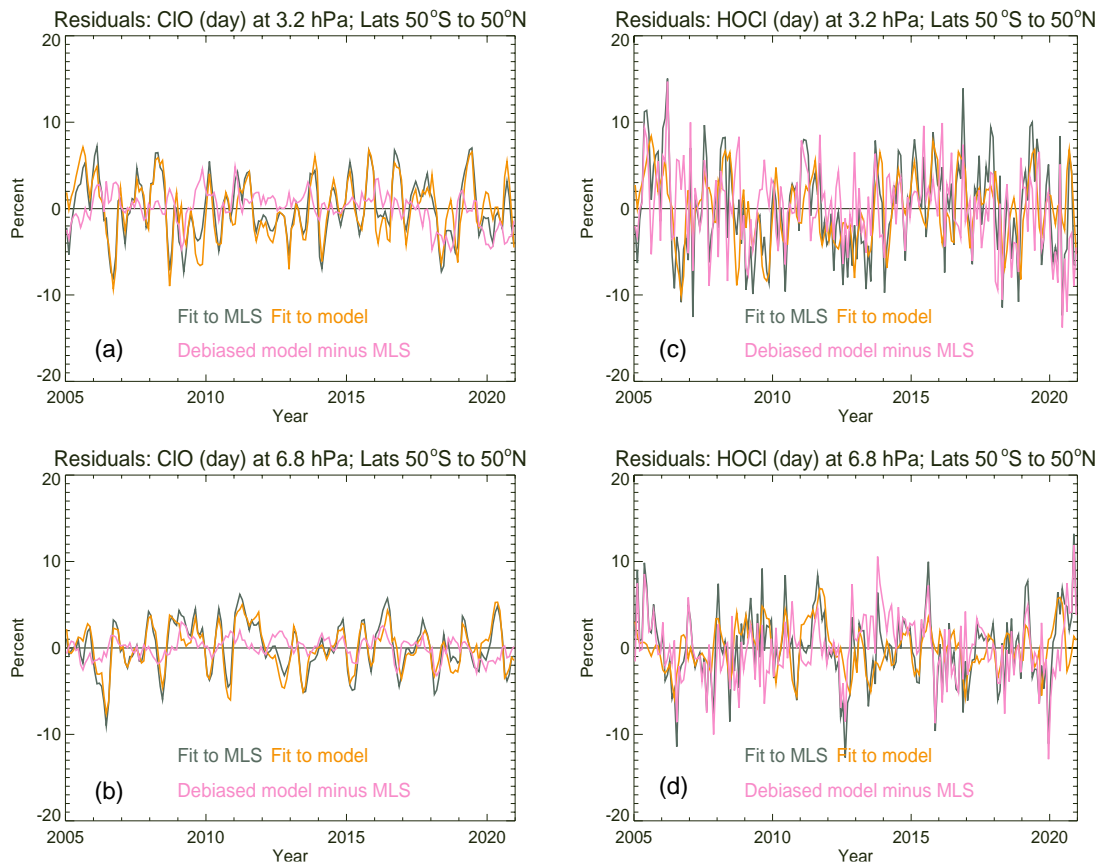 Residuals: ClO (day) at 3.2 hPa; Lats 50°S to 50°N
20
10
0
-10
-20
Percent
Fit to MLS Fit to model
(a)
Debiased model minus MLS
2005 2010 2015 2020
Year
Residuals: HOCl (day) at 3.2 hPa; Lats 50°S to 50°N
20
10
0
-10
-20
Percent
Fit to MLS Fit to model
(c)
Debiased model minus MLS
2005 2010 2015 2020
Year
Residuals: ClO (day) at 6.8 hPa; Lats 50°S to 50°N
20
10
0
-10
-20
Percent
Fit to MLS Fit to model
(b)
Debiased model minus MLS
2005 2010 2015 2020
Year
Residuals: HOCl (day) at 6.8 hPa; Lats 50°S to 50°N
20
10
0
-10
-20
Percent
Fit to MLS Fit to model
(d)
Debiased model minus MLS
2005 2010 2015 2020
Year